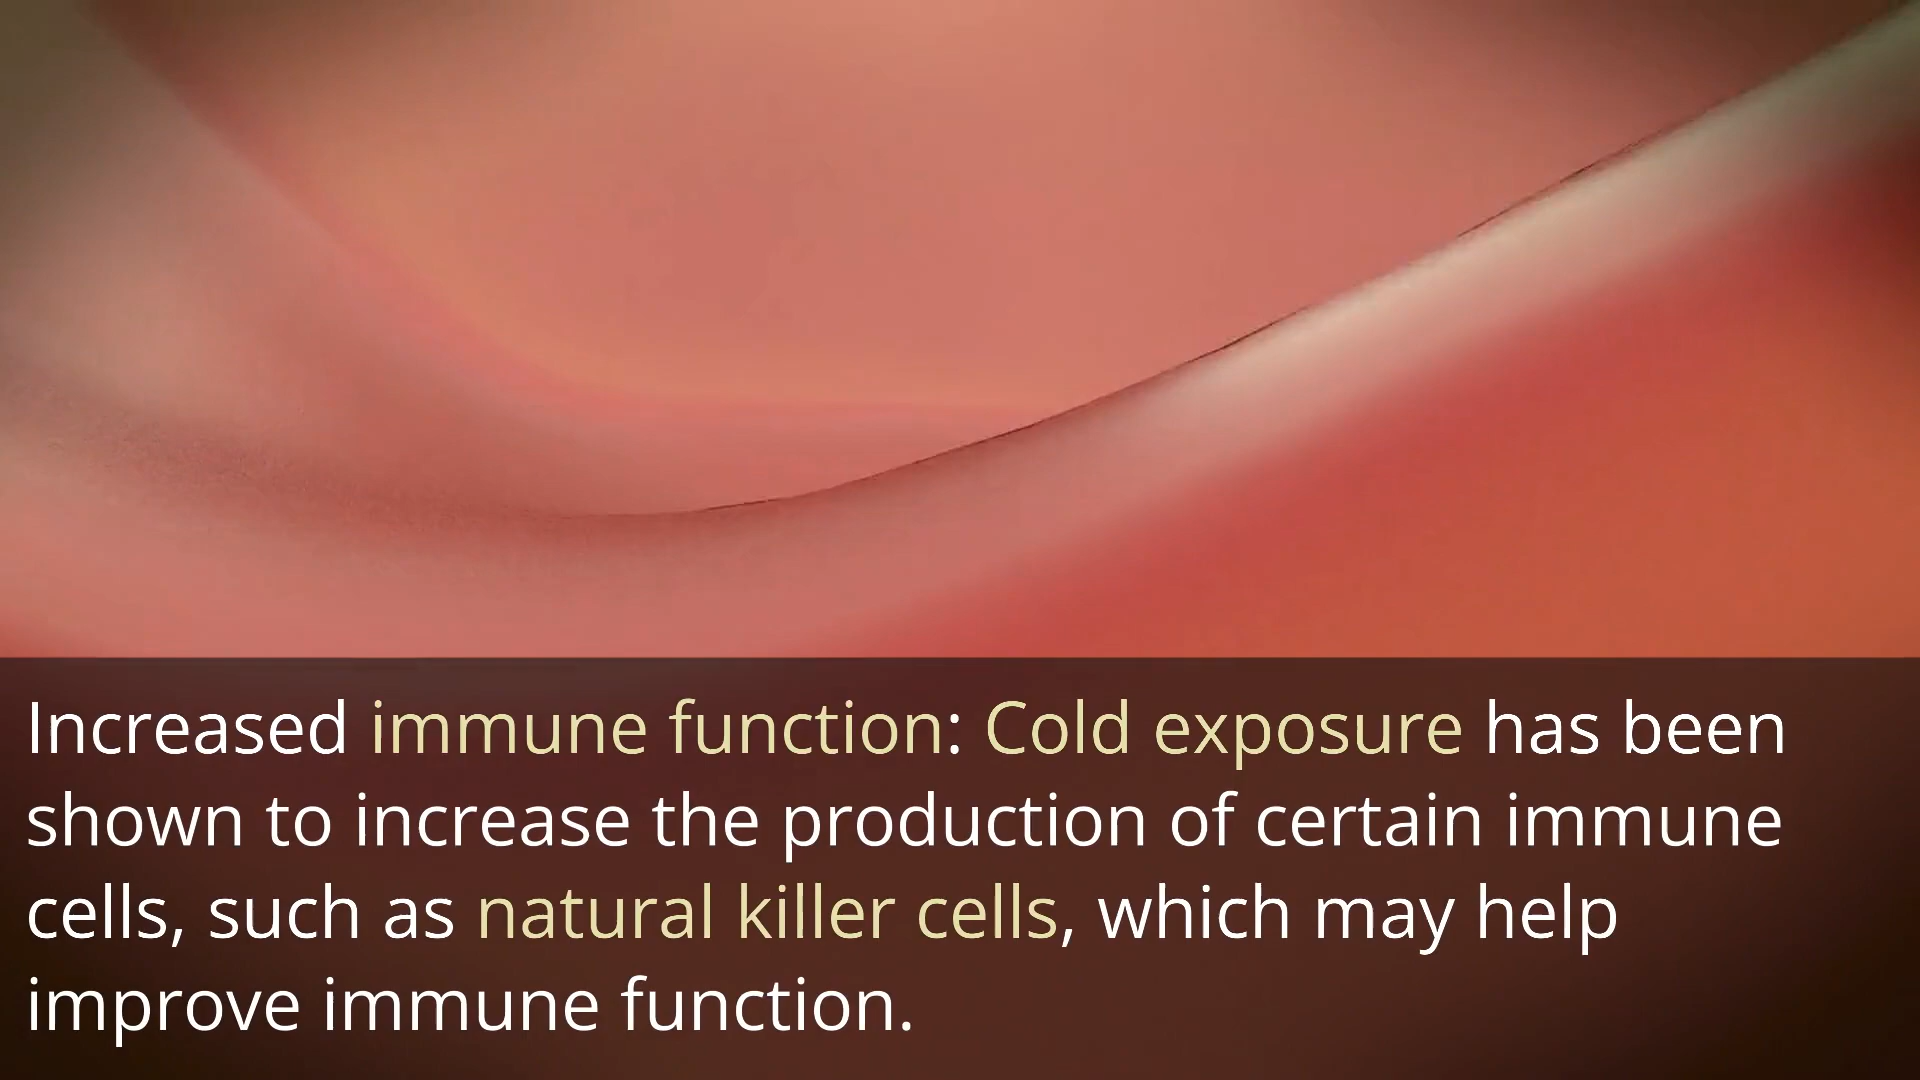 Increased immune function: Cold exposure has been
shown to increase the production of certain immune
cells, such as natural killer cells, which may help
improve immune function.